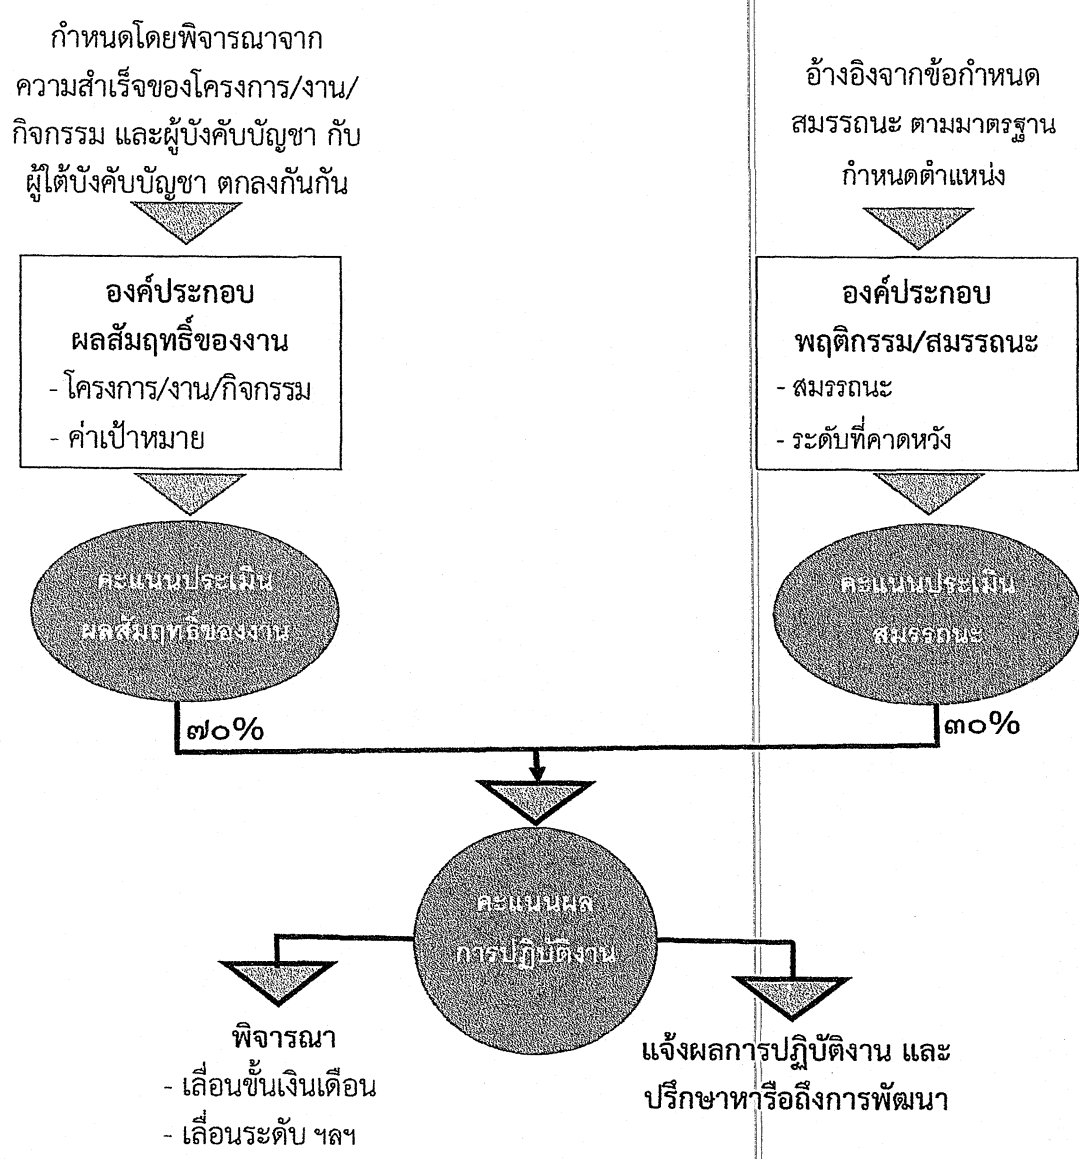 กำหนดโดยพิจารณาจาก
ความสำเร็จของโครงการ/งาน/
กิจกรรม และผู้บังคับบัญชา กับ
ผู้ใต้บังคับบัญชา ตกลงกันกัน
องค์ประกอบ
ผลสัมฤทธิ์ของงาน
- โครงการ/งาน/กิจกรรม
- ค่าเป้าหมาย
คะแนนประเมิน
ผลสัมฤทธิ์ของงาน
๗๐%
อ้างอิงจากข้อกำหนด
สมรรถนะ ตามมาตรฐาน
กำหนดตำแหน่ง
องค์ประกอบ
พฤติกรรม/สมรรถนะ
- สมรรถนะ
- ระดับที่คาดหวัง
คะแนนประเมิน
สมรรถนะ
๓๐%
คะแนนผล
การปฏิบัติงาน
พิจารณา
- เลื่อนขั้นเงินเดือน
- เลื่อนระดับ ฯลฯ
แจ้งผลการปฏิบัติงาน และ
ปรึกษาหารือถึงการพัฒนา